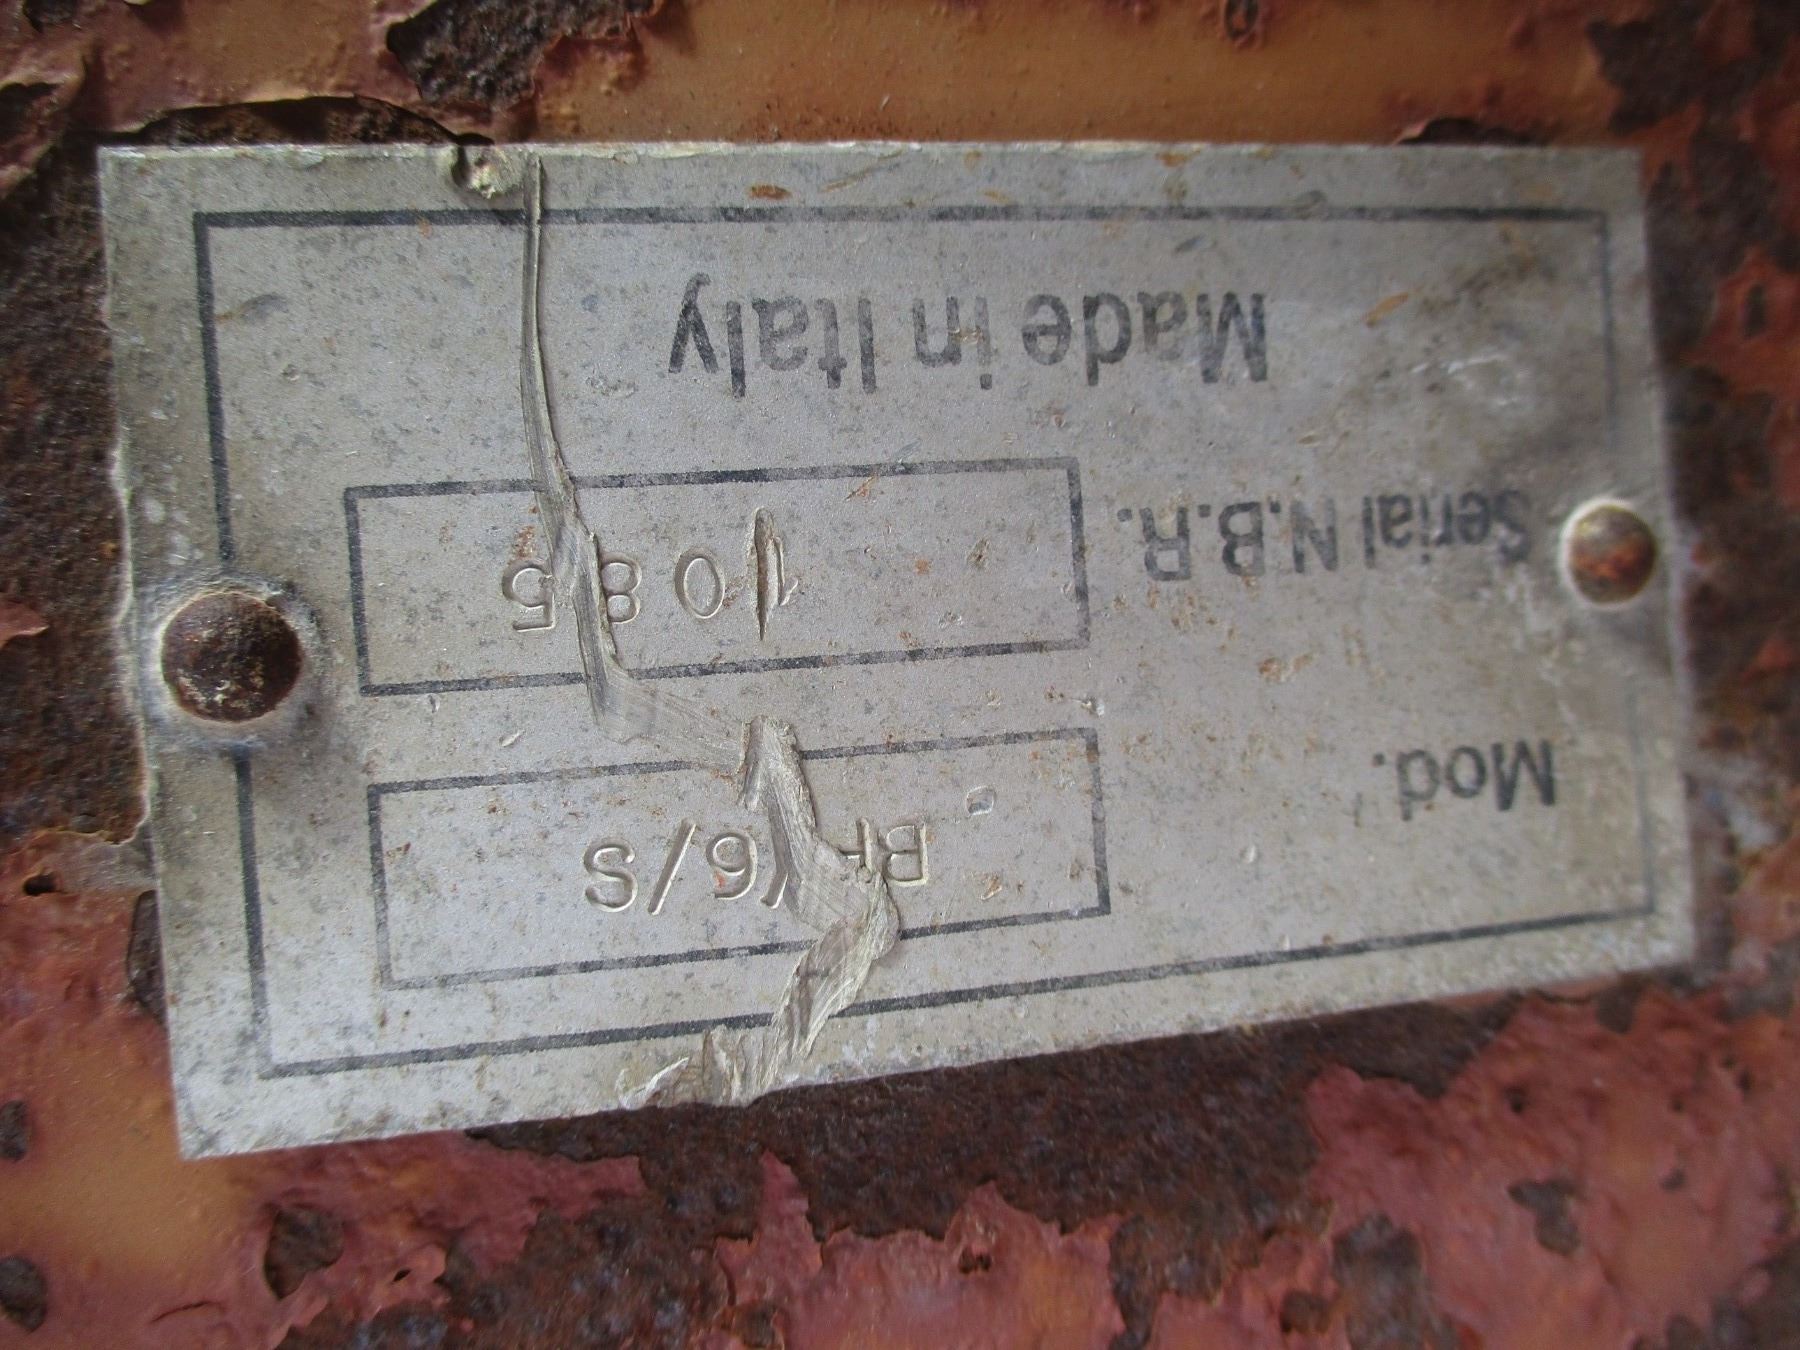 Mod.
Serial N.B.R. 1085
Made in Italy